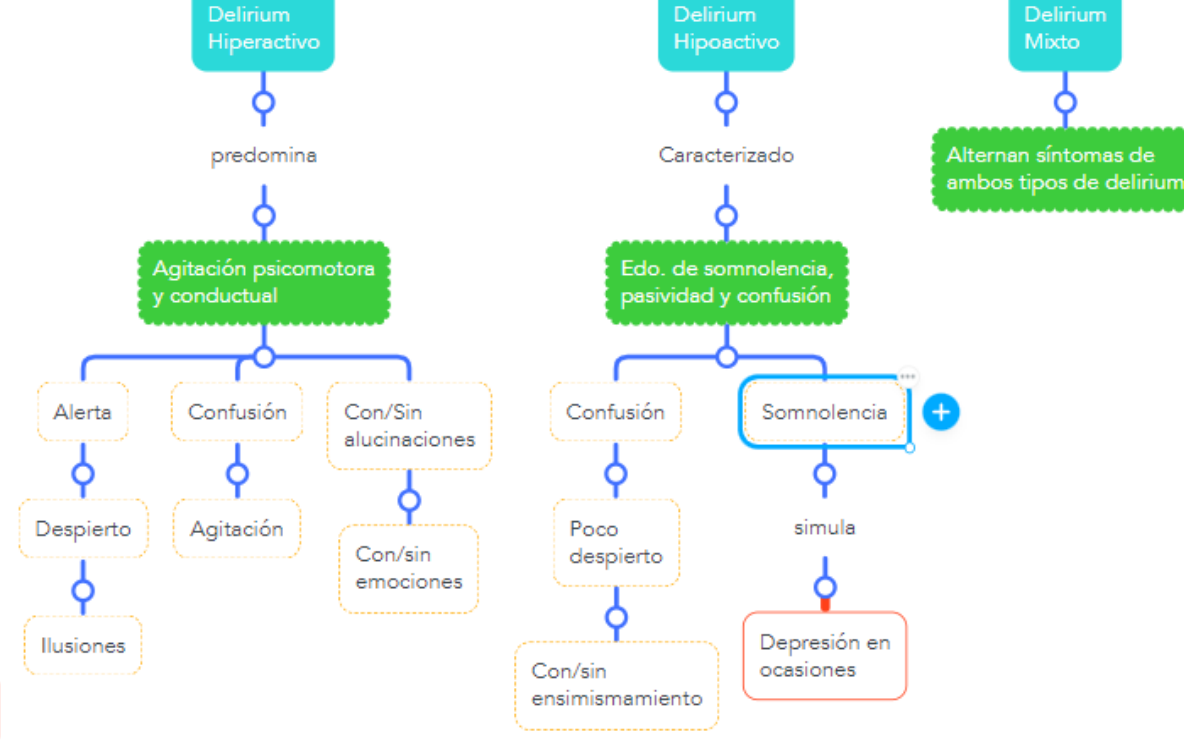 Delirium
Hiperactivo
predomina
Agitación psicomotora
y conductual
Alerta
Despierto
Ilusiones
Confusión
Agitación
Con/Sin
alucinaciones
Con/sin
emociones
Delirium
Hipoactivo
Caracterizado
Edo. de somnolencia,
pasividad y confusión
Confusión
Poco
despierto
Con/sin
ensimismamiento
Somnolencia
simula
Depresión en
ocasiones
Delirium
Mixto
Alternan síntomas de
ambos tipos de delirium